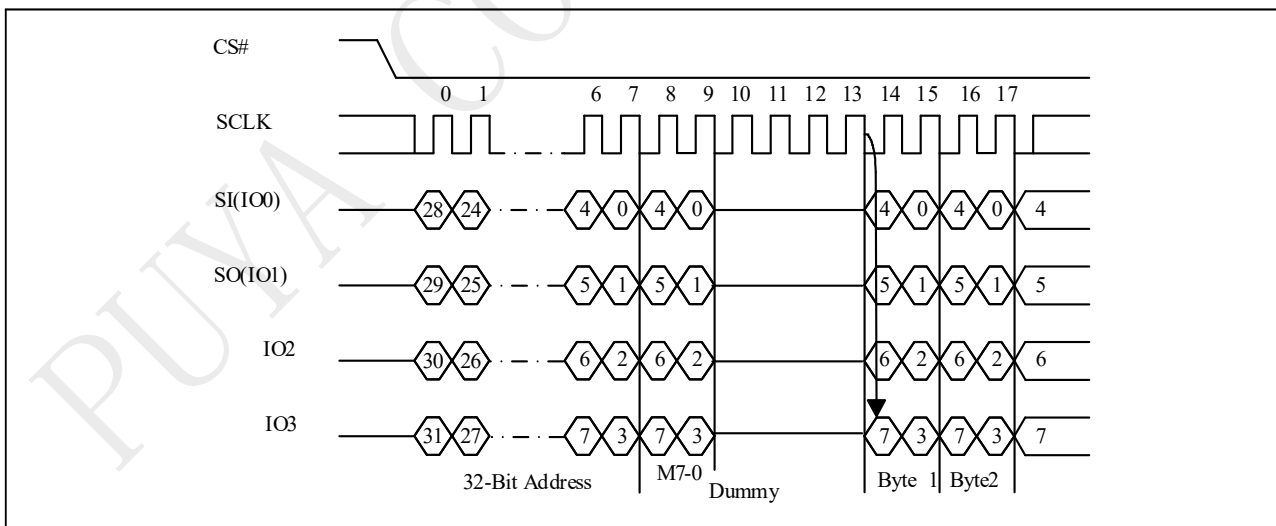 PUYA CO
CS#
0 1 6 7 8 9 10 11 12 13 14 15 16 17
SCLK
SI(IO0) 28 24 4 0 4 0 4 0 4 0 4
SO(IO1) 29 25 5 1 5 1 5 1 5 1 5
IO2 30 26 6 2 6 2 6 2 6 2 6
IO3 31 27 7 3 7 3 7 3 7 3 7
32-Bit Address M7-0 Dummy Byte 1 Byte2